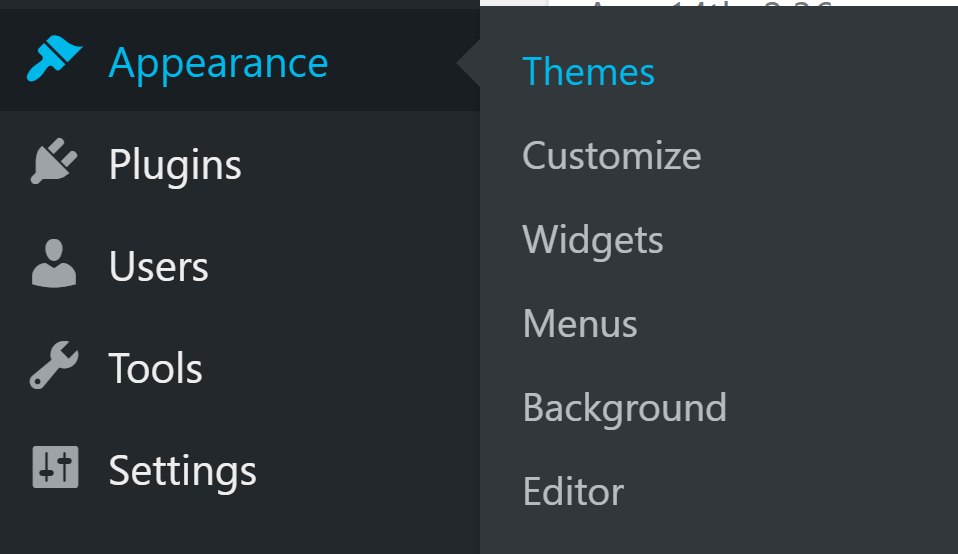 Appearance
Plugins
Users
Tools
Settings
Themes
Customize
Widgets
Menus
Background
Editor